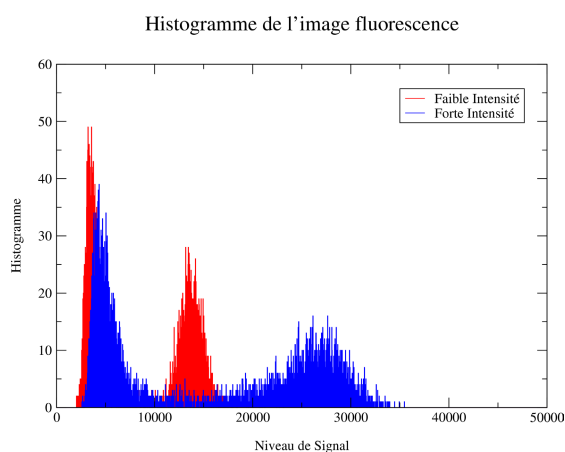 Histogramme de l'image fluorescence
60
50
40
30
20
10
0
Histogramme
Faible Intensité
Forte Intensité
0 10000 20000 30000 40000 50000
Niveau de Signal